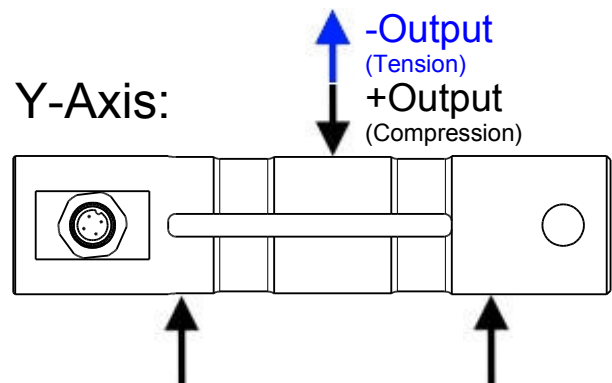 -Output
(Tension)
Y-Axis:
+Output
(Compression)